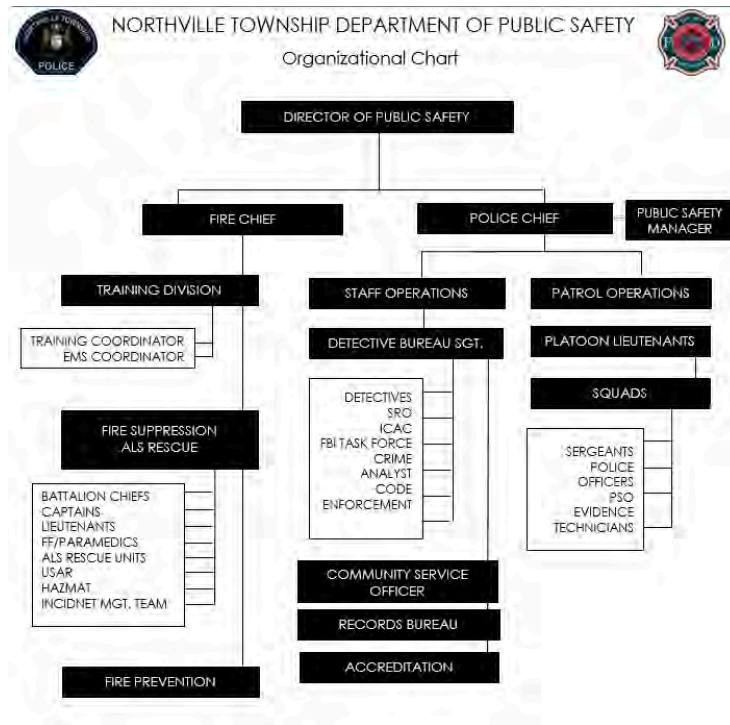 NORTHVILLE TOWNSHIP
POLICE
NORTHVILLE TOWNSHIP DEPARTMENT OF PUBLIC SAFETY
Organizational Chart
F D
DIRECTOR OF PUBLIC SAFETY
FIRE CHIEF
POLICE CHIEF
PUBLIC SAFETY
MANAGER
TRAINING DIVISION
STAFF OPERATIONS
PATROL OPERATIONS
TRAINING COORDINATOR
EMS COORDINATOR
DETECTIVE BUREAU SGT.
PLATOON LIEUTENANTS
SQUADS
DETECTIVES
SRO
ICAC
FBI TASK FORCE
CRIME
ANALYST
CODE
ENFORCEMENT
FIRE SUPPRESSION
ALS RESCUE
SERGEANTS
POLICE
OFFICERS
PSO
EVIDENCE
TECHNICIANS
BATTALION CHIEFS
CAPTAINS
LIEUTENANTS
FF/PARAMEDICS
ALS RESCUE UNITS
USAR
HAZMAT
INCIDNET MGT. TEAM
COMMUNITY SERVICE
OFFICER
RECORDS BUREAU
ACCREDITATION
FIRE PREVENTION